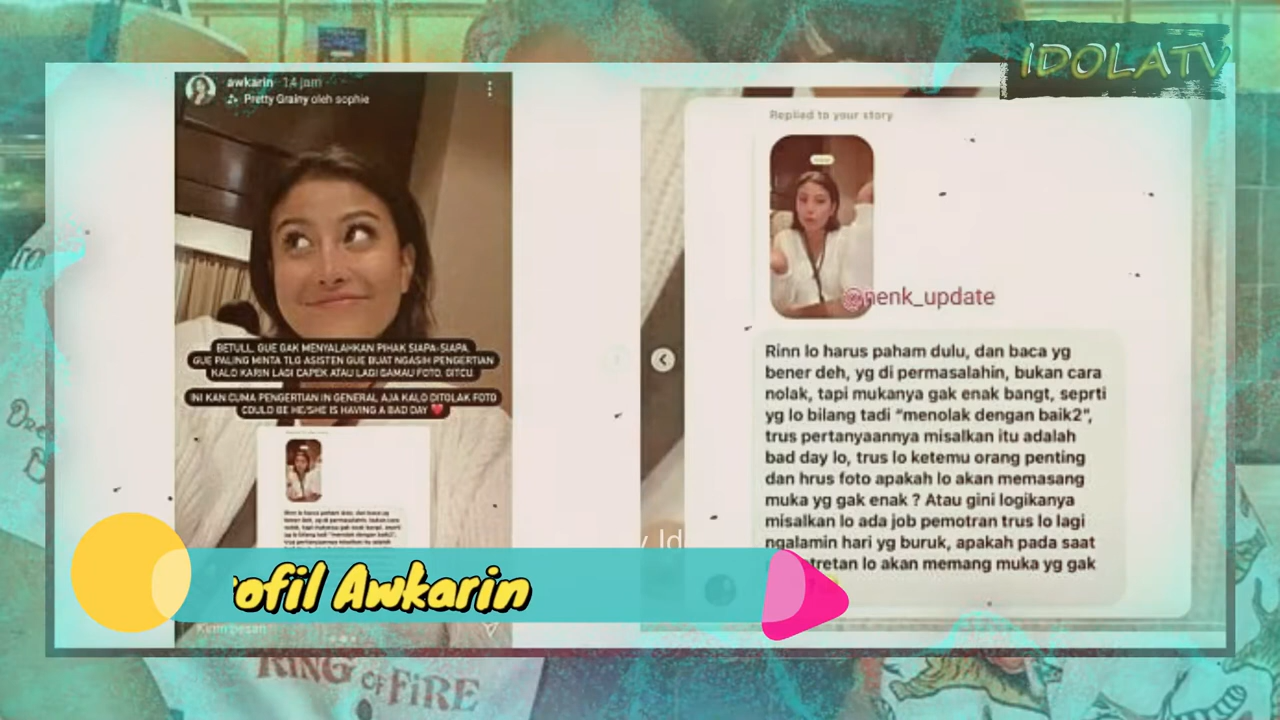 IDOLATV
awkarin 14 jam
Pretty Grainy oleh sophie
BETULL, GUE GAK MENYALAHKAN PIHAK SIAPA-SIAPA.
GUE PALING MINTA TLG ASISTEN GUE BUAT NGASIH PENGERTIAN
KALO KARIN LAGI CAPEK ATAU LAGI GAMAU FOTO, GITCU.
INI KAN CUMA PENGERTIAN IN GENERAL AJA KALO DITOLAK FOTO
COULD BE HE/SHE IS HAVING A BAD DAY ❤️
Kirim pesan
Replied to your story
@nenk_update
Rinn lo harus paham dulu, dan baca yg
bener deh, yg di permasalahin, bukan cara
nolak, tapi mukanya gak enak bangt, seprti
yg lo bilang tadi "menolak dengan baik2",
trus pertanyaannya misalkan itu adalah
bad day lo, trus lo ketemu orang penting
dan hrus foto apakah lo akan memasang
muka yg gak enak ? Atau gini logikanya
misalkan lo ada job pemotran trus lo lagi
ngalamin hari yg buruk, apakah pada saat
tretan lo akan memang muka yg gak
ofil Awkarin
RING OF FIRE